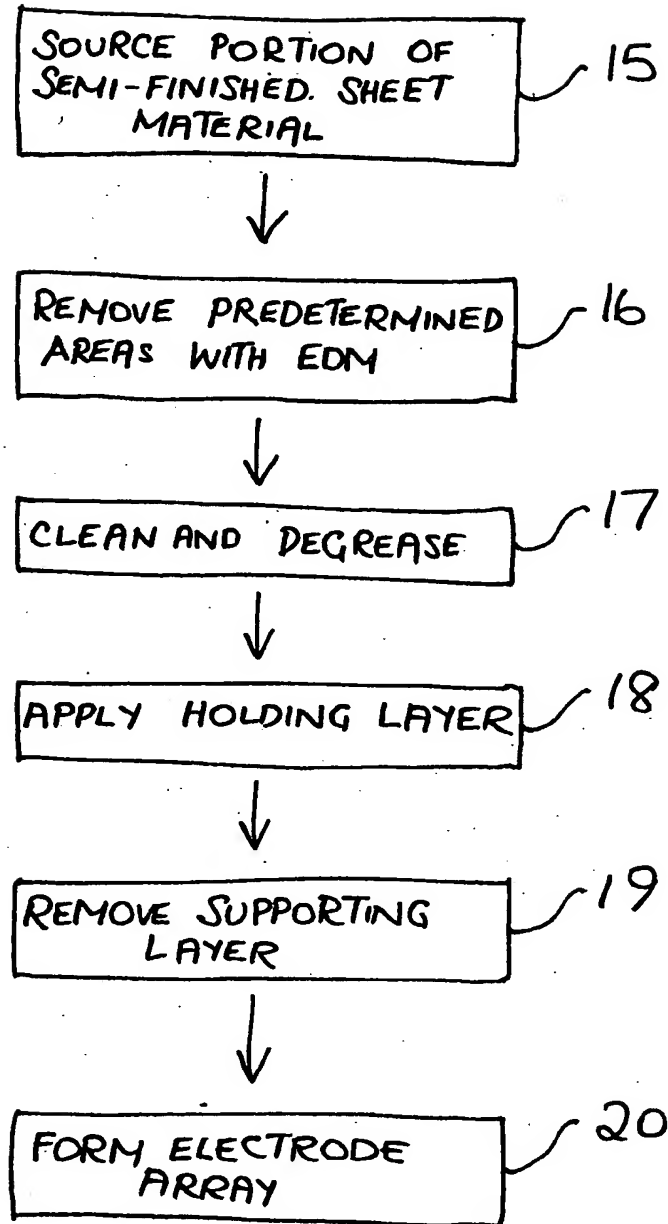 SOURCE PORTION OF
SEMI-FINISHED. SHEET
MATERIAL
15
REMOVE PREDETERMINED
AREAS WITH EDM
16
CLEAN AND DEGREASE
17
APPLY HOLDING LAYER
18
REMOVE SUPPORTING
LAYER
19
FORM ELECTRODE
ARRAY
20